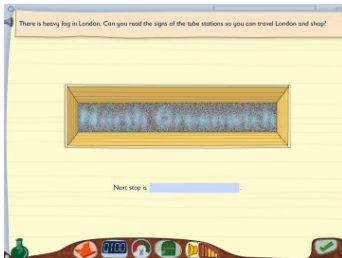 There is heavy fog in London. Can you read the signs of the tube stations so you can travel London and shop?
Next stop is .